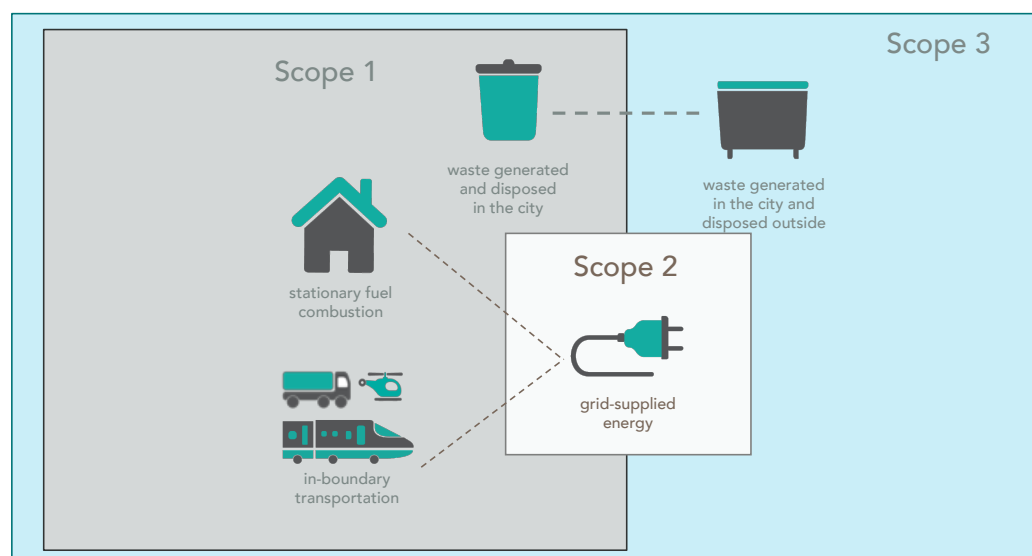 Scope 1
Scope 3
waste generated
and disposed
in the city
waste generated
in the city and
disposed outside
stationary fuel
combustion
Scope 2
grid-supplied
energy
in-boundary
transportation